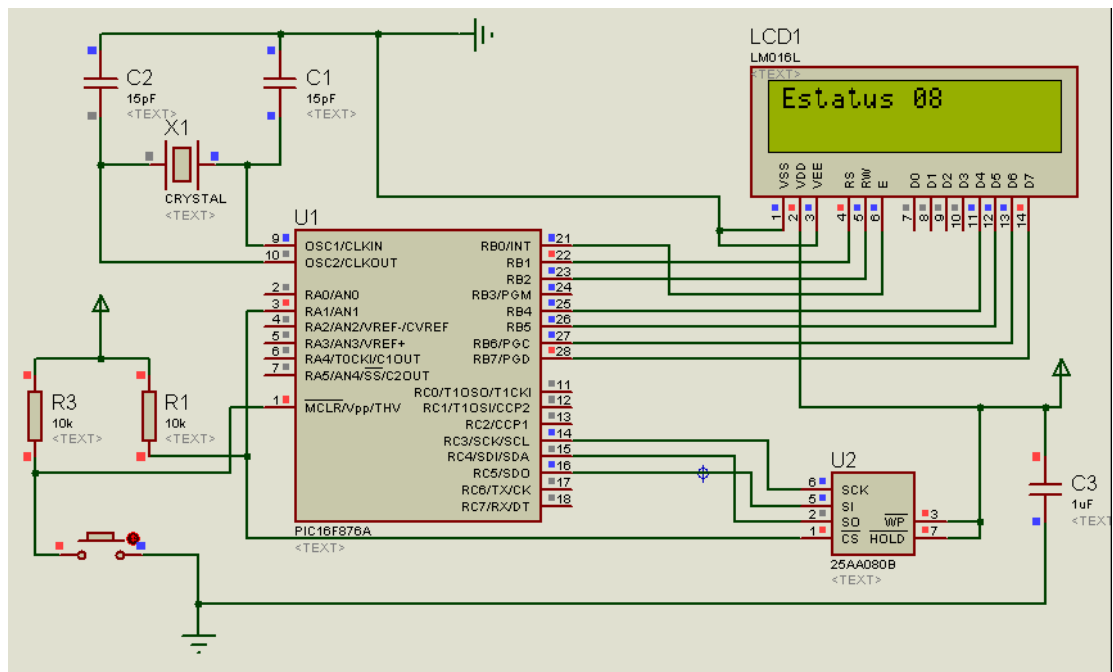 LCD1
LM016L
<TEXT>
Estatus 08
VSS VDD VEE RS RW E D0 D1 D2 D3 D4 D5 D6 D7
1 2 3 4 5 6 7 8 9 10 11 12 13 14
C2
15pF
<TEXT>
C1
15pF
<TEXT>
X1
CRYSTAL
<TEXT>
U1
9 OSC1/CLKIN RB0/INT 21
10 OSC2/CLKOUT RB1 22
RB2 23
2 RA0/AN0 RB3/PGM 24
3 RA1/AN1 RB4 25
4 RA2/AN2/VREF-/CVREF RB5 26
5 RA3/AN3/VREF+ RB6/PGC 27
6 RA4/T0CKI/C1OUT RB7/PGD 28
7 RA5/AN4/SS/C2OUT
RC0/T1OSO/T1CKI 11
1 MCLR/Vpp/THV RC1/T1OSI/CCP2 12
RC2/CCP1 13
RC3/SCK/SCL 14
RC4/SDI/SDA 15
RC5/SDO 16
RC6/TX/CK 17
RC7/RX/DT 18
PIC16F876A
<TEXT>
R3
10k
<TEXT>
R1
10k
<TEXT>
U2
6 SCK
5 SI
2 SO WP 3
1 CS HOLD 7
25AA080B
<TEXT>
C3
1uF
<TEXT